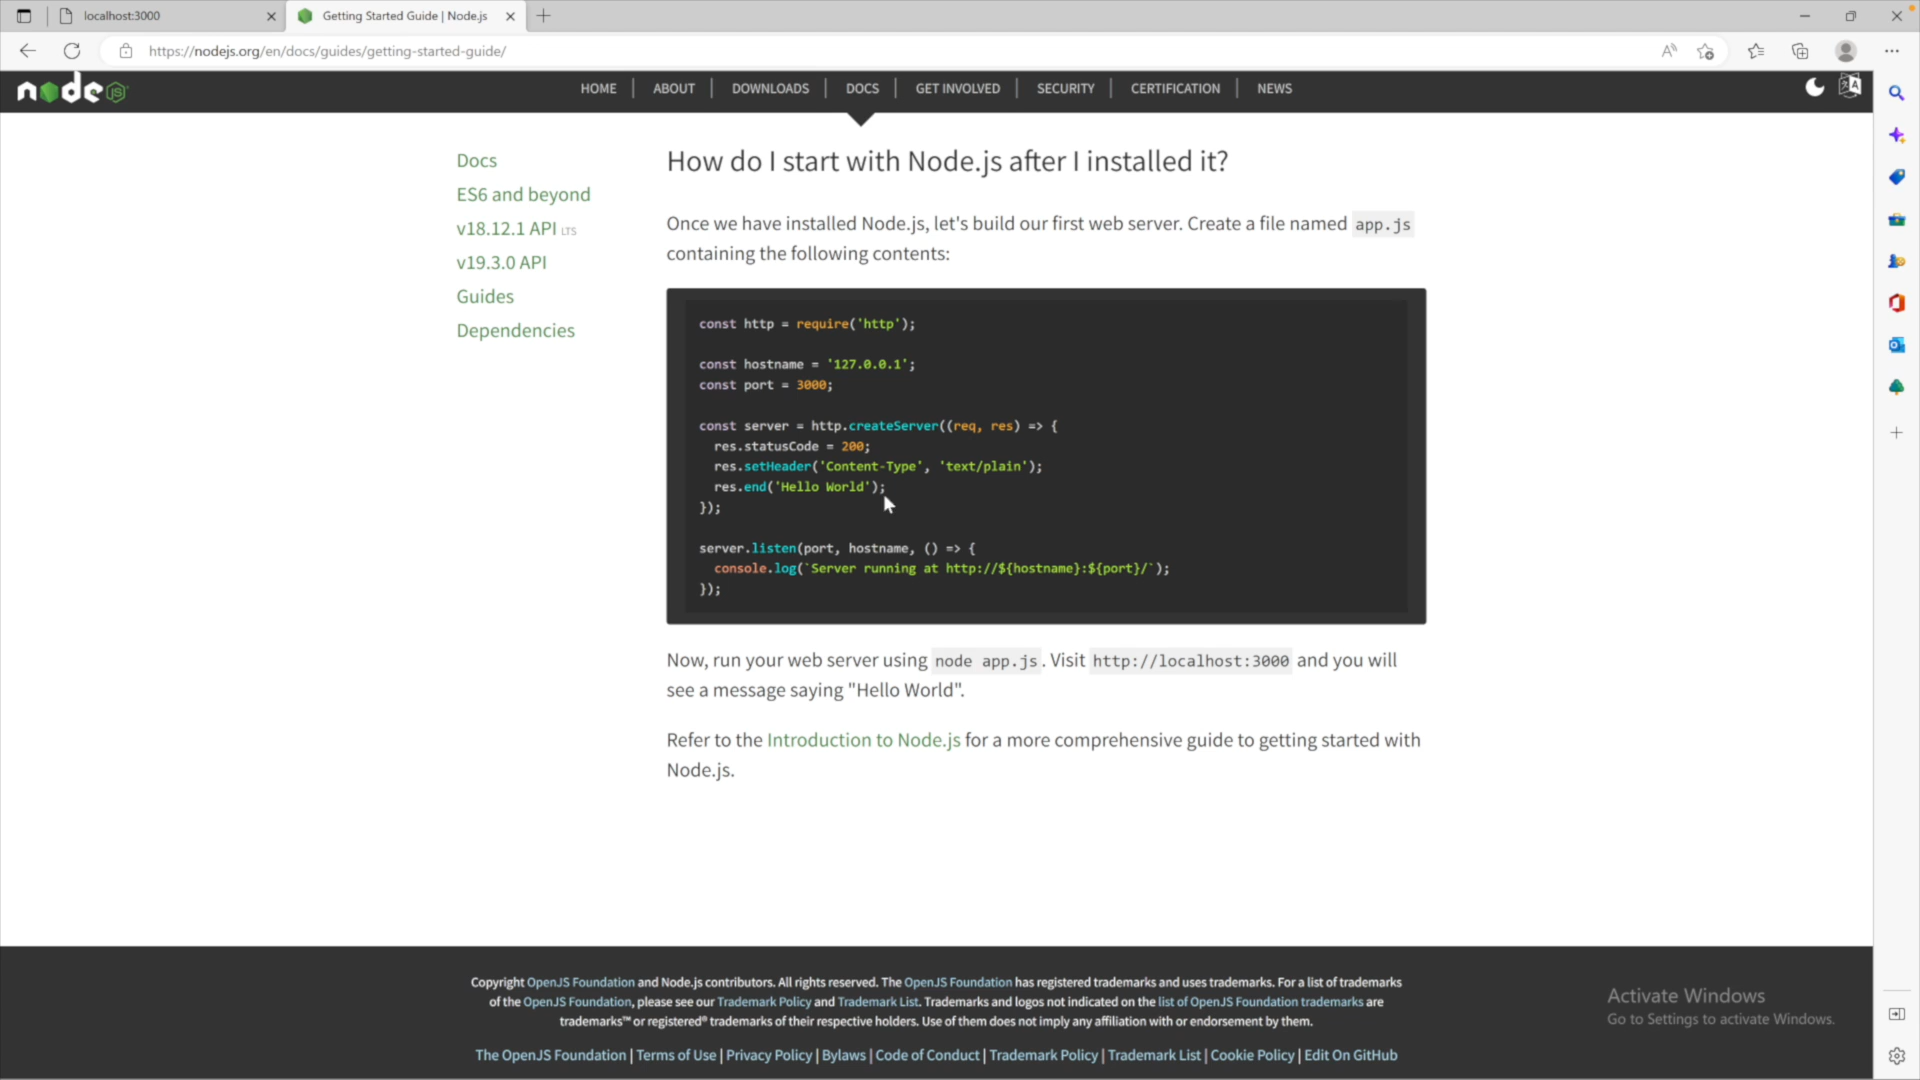 localhost:3000
Getting Started Guide | Node.js
https://nodejs.org/en/docs/guides/getting-started-guide/
node JS
HOME | ABOUT | DOWNLOADS | DOCS | GET INVOLVED | SECURITY | CERTIFICATION | NEWS
Docs
ES6 and beyond
v18.12.1 API LTS
v19.3.0 API
Guides
Dependencies
How do I start with Node.js after I installed it?
Once we have installed Node.js, let's build our first web server. Create a file named app.js
containing the following contents:
const http = require('http');
const hostname = '127.0.0.1';
const port = 3000;
const server = http.createServer((req, res) => {
  res.statusCode = 200;
  res.setHeader('Content-Type', 'text/plain');
  res.end('Hello World');
});
server.listen(port, hostname, () => {
  console.log(`Server running at http://${hostname}:${port}/`);
});
Now, run your web server using node app.js. Visit http://localhost:3000 and you will
see a message saying "Hello World".
Refer to the Introduction to Node.js for a more comprehensive guide to getting started with
Node.js.
Copyright OpenJS Foundation and Node.js contributors. All rights reserved. The OpenJS Foundation has registered trademarks and uses trademarks. For a list of trademarks
of the OpenJS Foundation, please see our Trademark Policy and Trademark List. Trademarks and logos not indicated on the list of OpenJS Foundation trademarks are
trademarks™ or registered® trademarks of their respective holders. Use of them does not imply any affiliation with or endorsement by them.
The OpenJS Foundation | Terms of Use | Privacy Policy | Bylaws | Code of Conduct | Trademark Policy | Trademark List | Cookie Policy | Edit On GitHub
Activate Windows
Go to Settings to activate Windows.